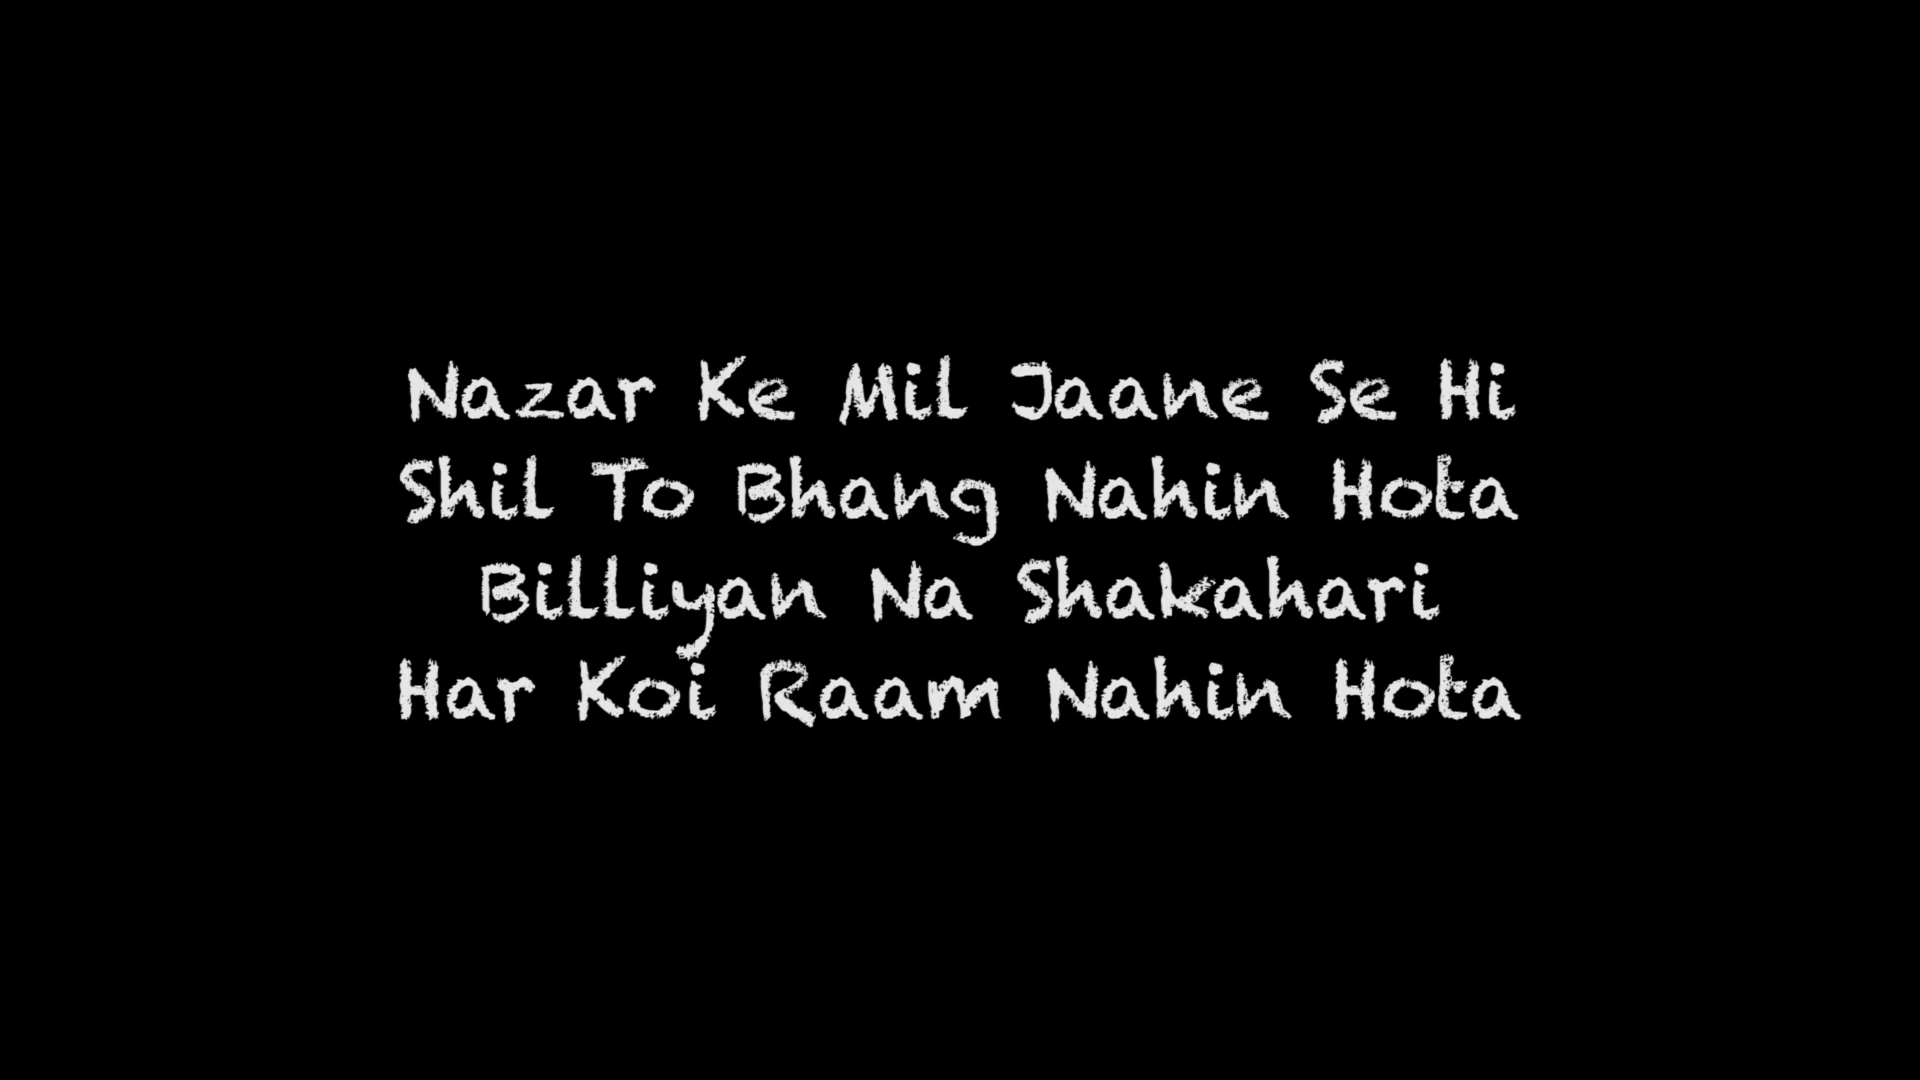 Nazar Ke Mil Jaane Se Hi
Shil To Bhang Nahin Hota
Billiyan Na Shakahari
Har Koi Raam Nahin Hota